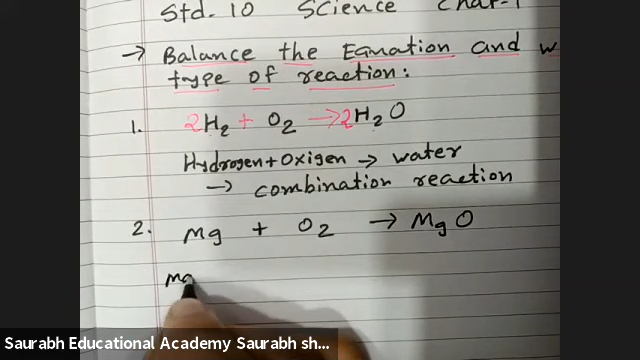 Std. 10 Science Chap-1
→ Balance the Equation and w
type of reaction:
1. 2H2 + O2 → 2H2O
Hydrogen + Oxigen → water
→ combination reaction
2. Mg + O2 → MgO
Mg
Saurabh Educational Academy Saurabh sh...